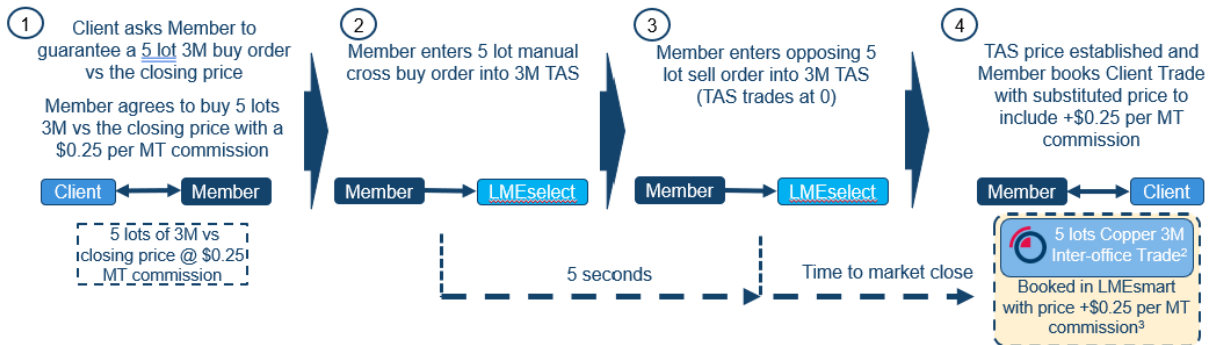 1
Client asks Member to
guarantee a 5 lot 3M buy order
vs the closing price
Member agrees to buy 5 lots
3M vs the closing price with a
$0.25 per MT commission
Client
Member
5 lots of 3M vs
closing price @ $0.25
MT commission
2
Member enters 5 lot manual
cross buy order into 3M TAS
Member
LMEselect
3
Member enters opposing 5
lot sell order into 3M TAS
(TAS trades at 0)
Member
LMEselect
5 seconds
Time to market close
4
TAS price established and
Member books Client Trade
with substituted price to
include +$0.25 per MT
commission
Member
Client
5 lots Copper 3M
Inter-office Trade²
Booked in LMEsmart
with price +$0.25 per MT
commission³